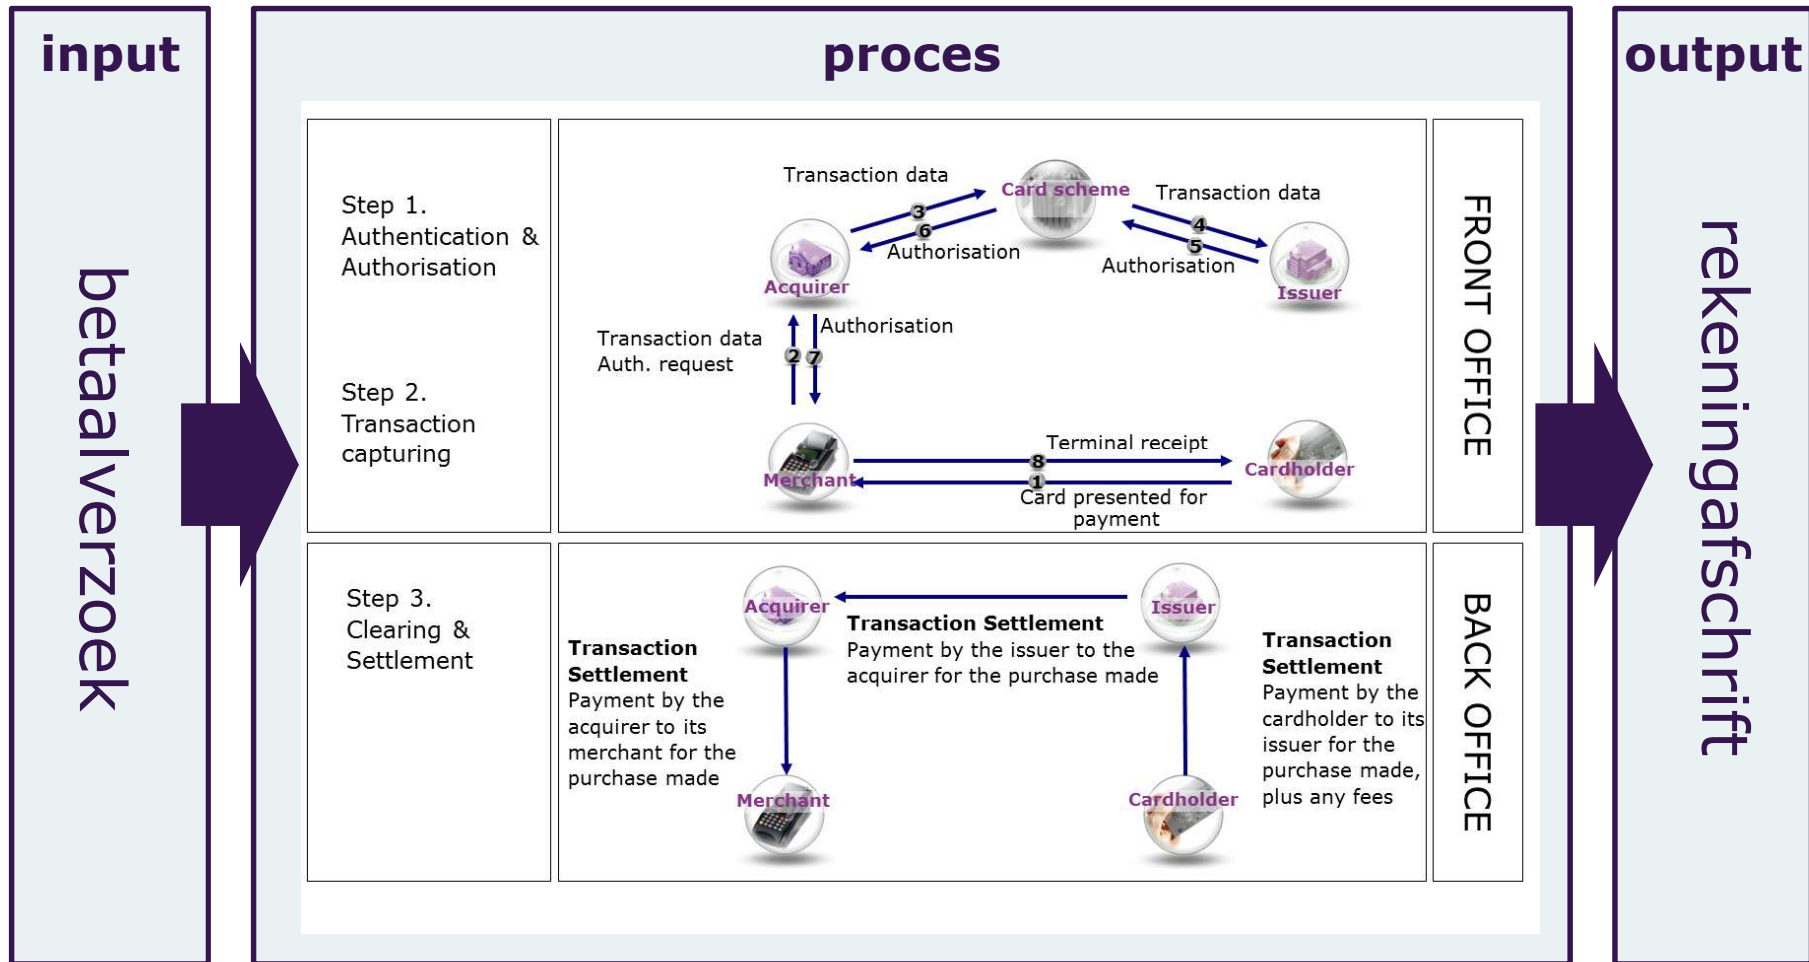 input
proces
output
betaalverzoek
Step 1.
Authentication &
Authorisation
Step 2.
Transaction
capturing
Transaction data
Card scheme
Transaction data
3
6
4
5
Authorisation
Authorisation
Acquirer
Issuer
Authorisation
Transaction data
Auth. request
2
7
Terminal receipt
8
Merchant
Cardholder
1
Card presented for
payment
FRONT OFFICE
Step 3.
Clearing &
Settlement
Acquirer
Issuer
Transaction Settlement
Payment by the issuer to the
acquirer for the purchase made
Transaction
Settlement
Payment by the
acquirer to its
merchant for the
purchase made
Transaction
Settlement
Payment by the
cardholder to its
issuer for the
purchase made,
plus any fees
Merchant
Cardholder
BACK OFFICE
rekeningafschrift